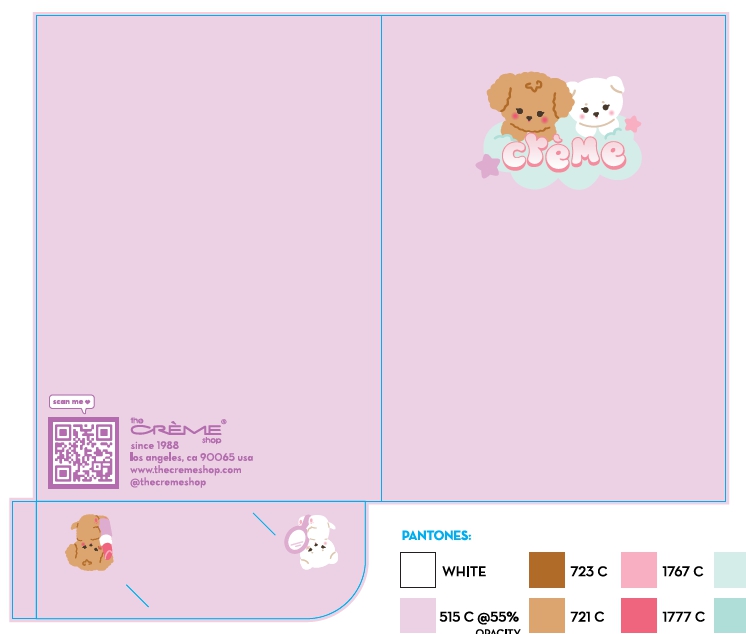 crème
scan me
the
CRÈME®
shop
since 1988
los angeles, ca 90065 usa
www.thecremeshop.com
@thecremeshop
PANTONES:
WHITE
723 C
1767 C
515 C @55%
OPACITY
721 C
1777 C